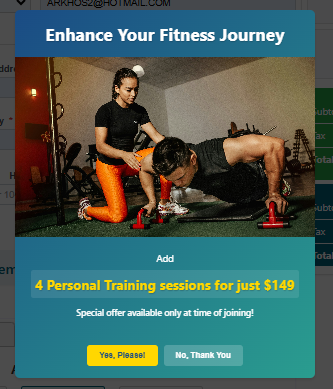 ARKHOS2@HOTMAIL.COM
Enhance Your Fitness Journey
Add
4 Personal Training sessions for just $149
Special offer available only at time of joining!
Yes, Please!
No, Thank You